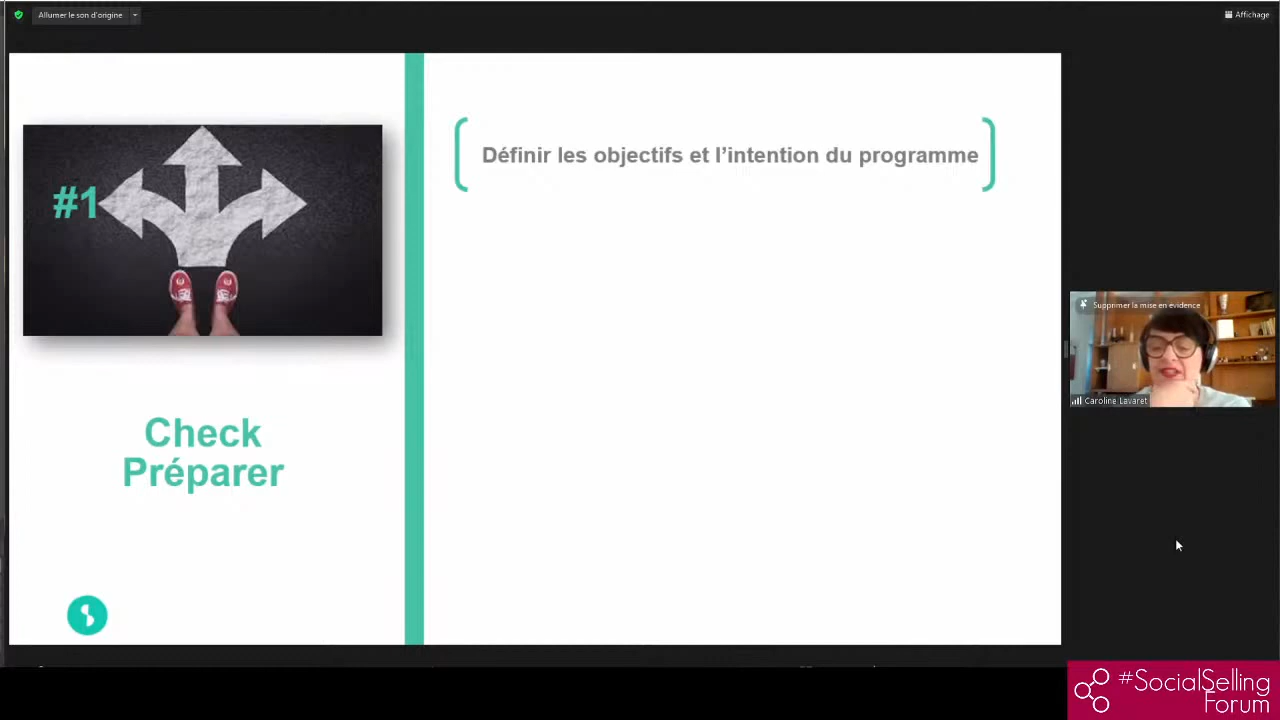 Allumer le son d'origine
Affichage
#1
Définir les objectifs et l'intention du programme
Check
Préparer
Supprimer la mise en evidence
Caroline Lavaret
#SocialSelling
Forum